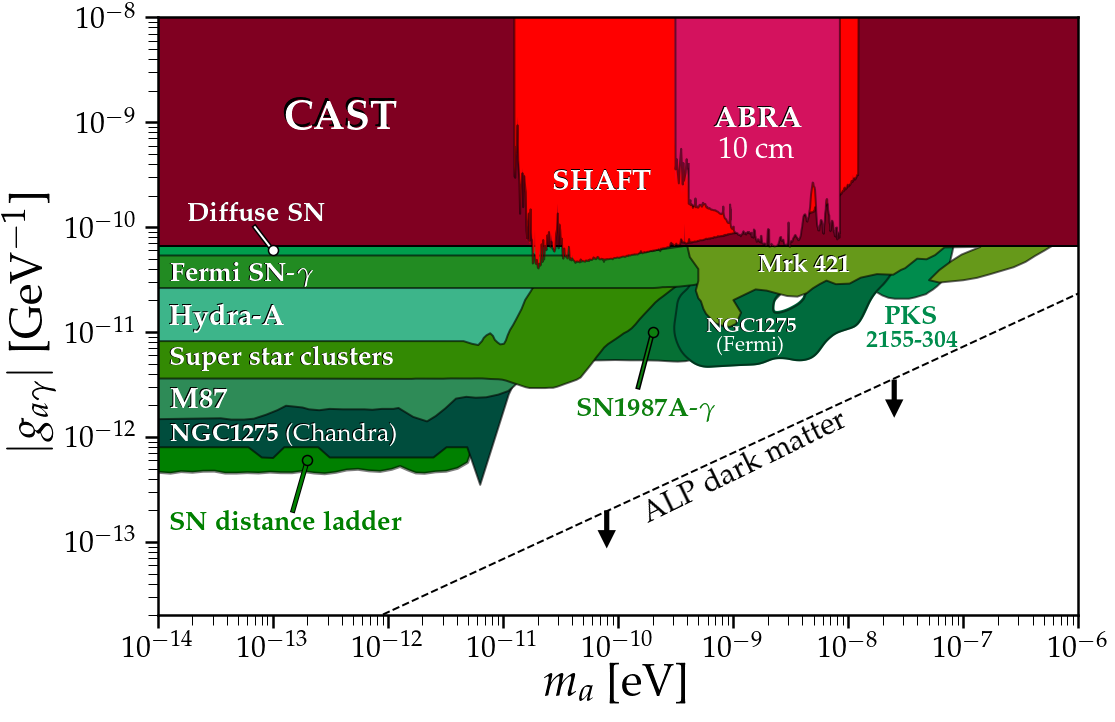 10⁻⁸
10⁻⁹
10⁻¹⁰
10⁻¹¹
10⁻¹²
10⁻¹³
|gₐᵧ| [GeV⁻¹]
CAST
SHAFT
ABRA
10 cm
Diffuse SN
Fermi SN-γ
Mrk 421
Hydra-A
NGC1275
(Fermi)
PKS
2155-304
Super star clusters
M87
SN1987A-γ
NGC1275 (Chandra)
SN distance ladder
ALP dark matter
10⁻¹⁴ 10⁻¹³ 10⁻¹² 10⁻¹¹ 10⁻¹⁰ 10⁻⁹ 10⁻⁸ 10⁻⁷ 10⁻⁶
mₐ [eV]